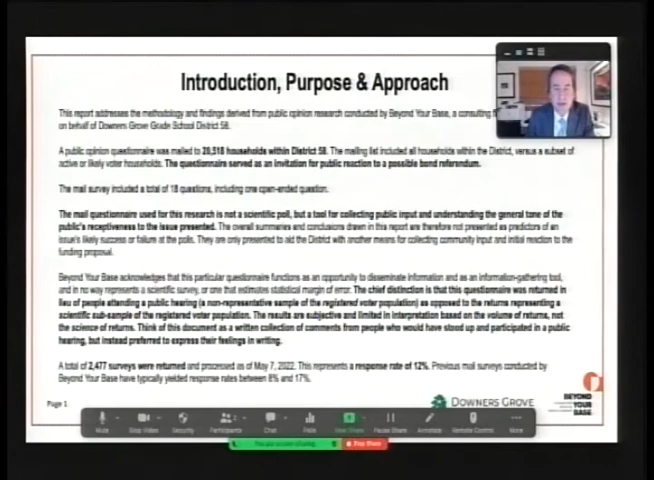 Introduction, Purpose & Approach
This report addresses the methodology and findings derived from public opinion research conducted by Beyond Your Base, a consulting
on behalf of Downers Grove Grade School District 58.
A public opinion questionnaire was mailed to 20,518 households within District 58. The mailing list included all households within the District, versus a subset of
active or likely voter households. The questionnaire served as an invitation for public reaction to a possible bond referendum.
The mail survey included a total of 18 questions, including one open-ended question.
The mail questionnaire used for this research is not a scientific poll, but a tool for collecting public input and understanding the general tone of the
public's receptiveness to the issue presented. The overall summaries and conclusions drawn in this report are therefore not presented as predictors of an
issue's likely success or failure at the polls. They are only presented to aid the District with another means for collecting community input and initial reaction to the
funding proposal.
Beyond Your Base acknowledges that this particular questionnaire functions as an opportunity to disseminate information and as an information-gathering tool,
and in no way represents a scientific survey, or one that estimates statistical margin of error. The chief distinction is that this questionnaire was returned in
lieu of people attending a public hearing (a non-representative sample of the registered voter population) as opposed to the returns representing a
scientific sub-sample of the registered voter population. The results are subjective and limited in interpretation based on the volume of returns, not
the science of returns. Think of this document as a written collection of comments from people who would have stood up and participated in a public
hearing, but instead preferred to express their feelings in writing.
A total of 2,477 surveys were returned and processed as of May 7, 2022. This represents a response rate of 12%. Previous mail surveys conducted by
Beyond Your Base have typically yielded response rates between 8% and 17%.
Page 1
DOWNERS GROVE
BEYOND
YOUR
BASE
Mute Stop Video Security Participants Chat Polls New Share Pause Share Annotate Remote Control More
You are screen sharing Stop Share